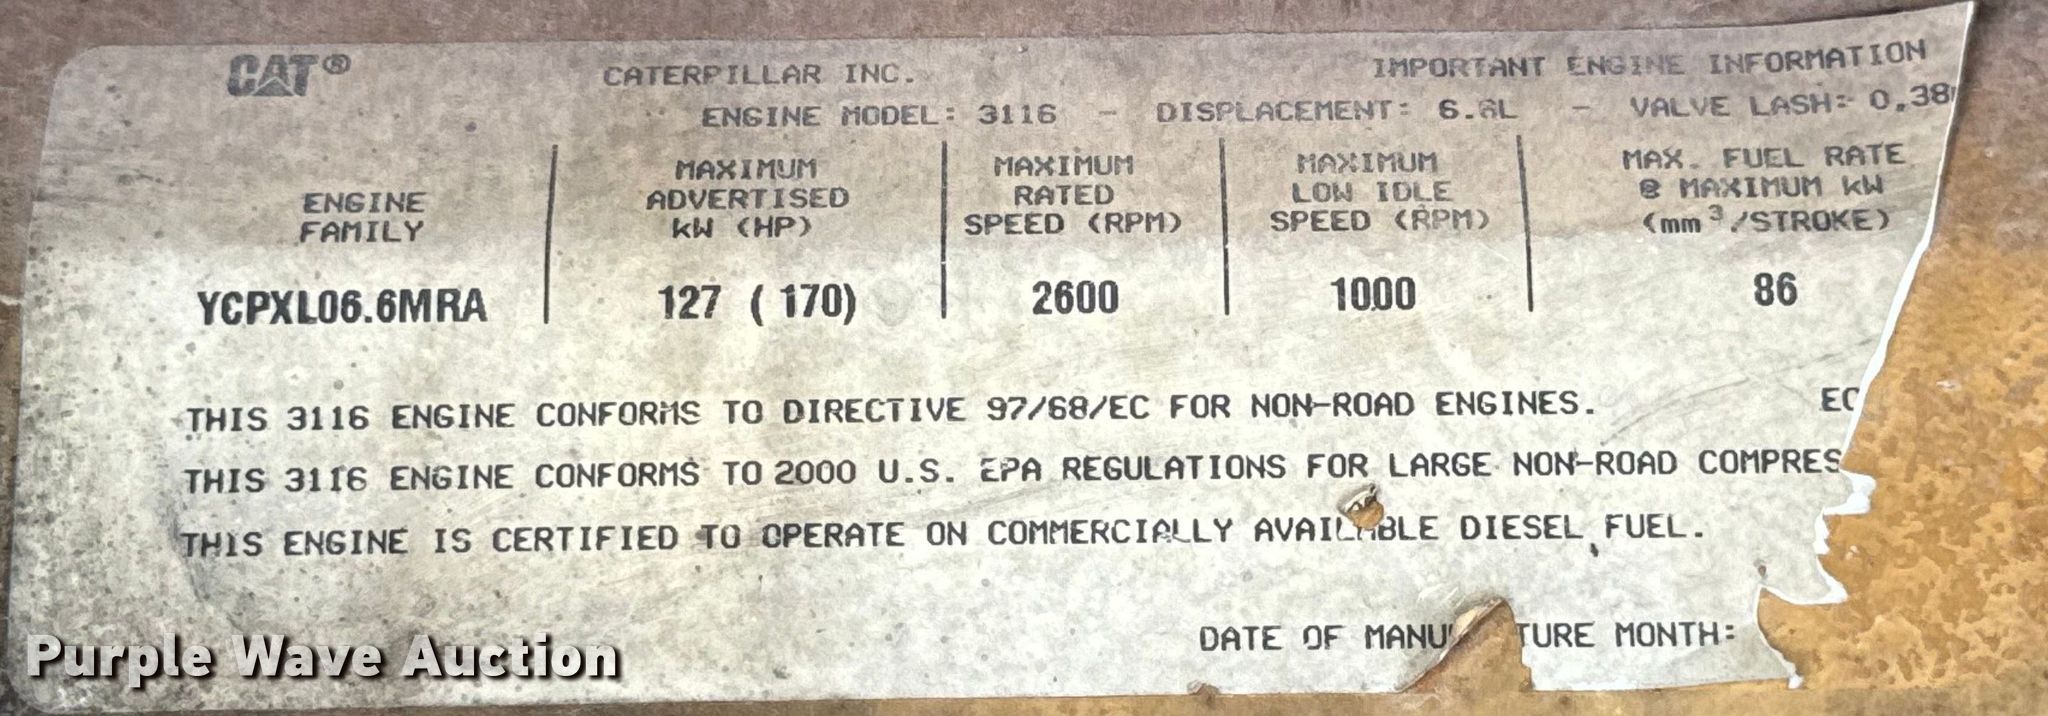 CAT®
CATERPILLAR INC.
IMPORTANT ENGINE INFORMATION
ENGINE MODEL: 3116 - DISPLACEMENT: 6.6L - VALVE LASH: 0.38
ENGINE
FAMILY
MAXIMUM
ADVERTISED
kW (HP)
MAXIMUM
RATED
SPEED (RPM)
MAXIMUM
LOW IDLE
SPEED (RPM)
MAX. FUEL RATE
@ MAXIMUM kW
(mm³/STROKE)
YCPXL06.6MRA
127 ( 170)
2600
1000
86
THIS 3116 ENGINE CONFORMS TO DIRECTIVE 97/68/EC FOR NON-ROAD ENGINES. EC
THIS 3116 ENGINE CONFORMS TO 2000 U.S. EPA REGULATIONS FOR LARGE NON-ROAD COMPRES
THIS ENGINE IS CERTIFIED TO OPERATE ON COMMERCIALLY AVAILABLE DIESEL FUEL.
DATE OF MANU TURE MONTH:
Purple Wave Auction